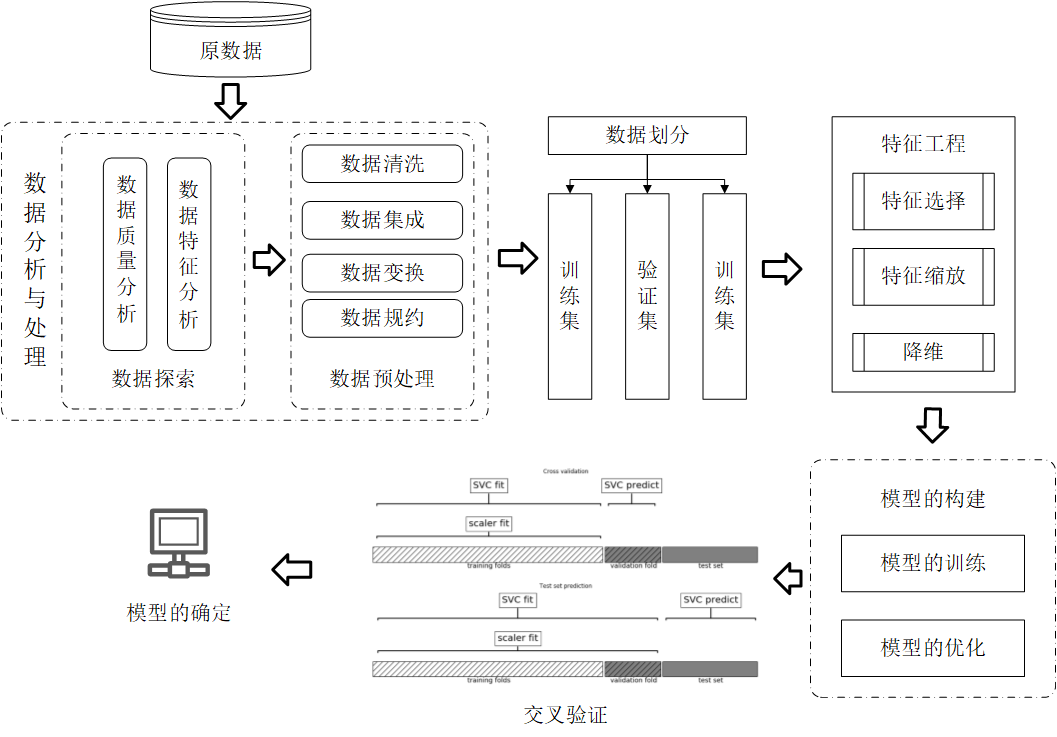 原数据
数据分析与处理
数据质量分析
数据特征分析
数据探索
数据清洗
数据集成
数据变换
数据规约
数据预处理
数据划分
训练集
验证集
训练集
特征工程
特征选择
特征缩放
降维
模型的构建
模型的训练
模型的优化
Cross validation
SVC fit
SVC predict
scaler fit
training folds
validation fold
test set
Test set prediction
SVC fit
SVC predict
scaler fit
training folds
validation fold
test set
交叉验证
模型的确定